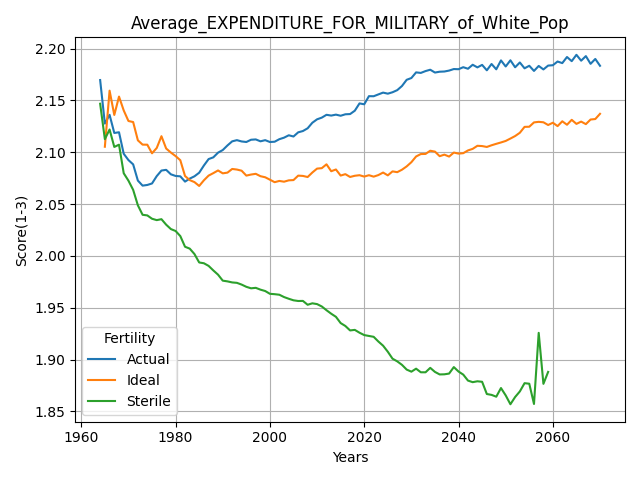 Average_EXPENDITURE_FOR_MILITARY_of_White_Pop
2.20
2.15
2.10
2.05
2.00
1.95
1.90
1.85
Score(1-3)
Fertility
Actual
Ideal
Sterile
1960
1980
2000
2020
2040
2060
Years